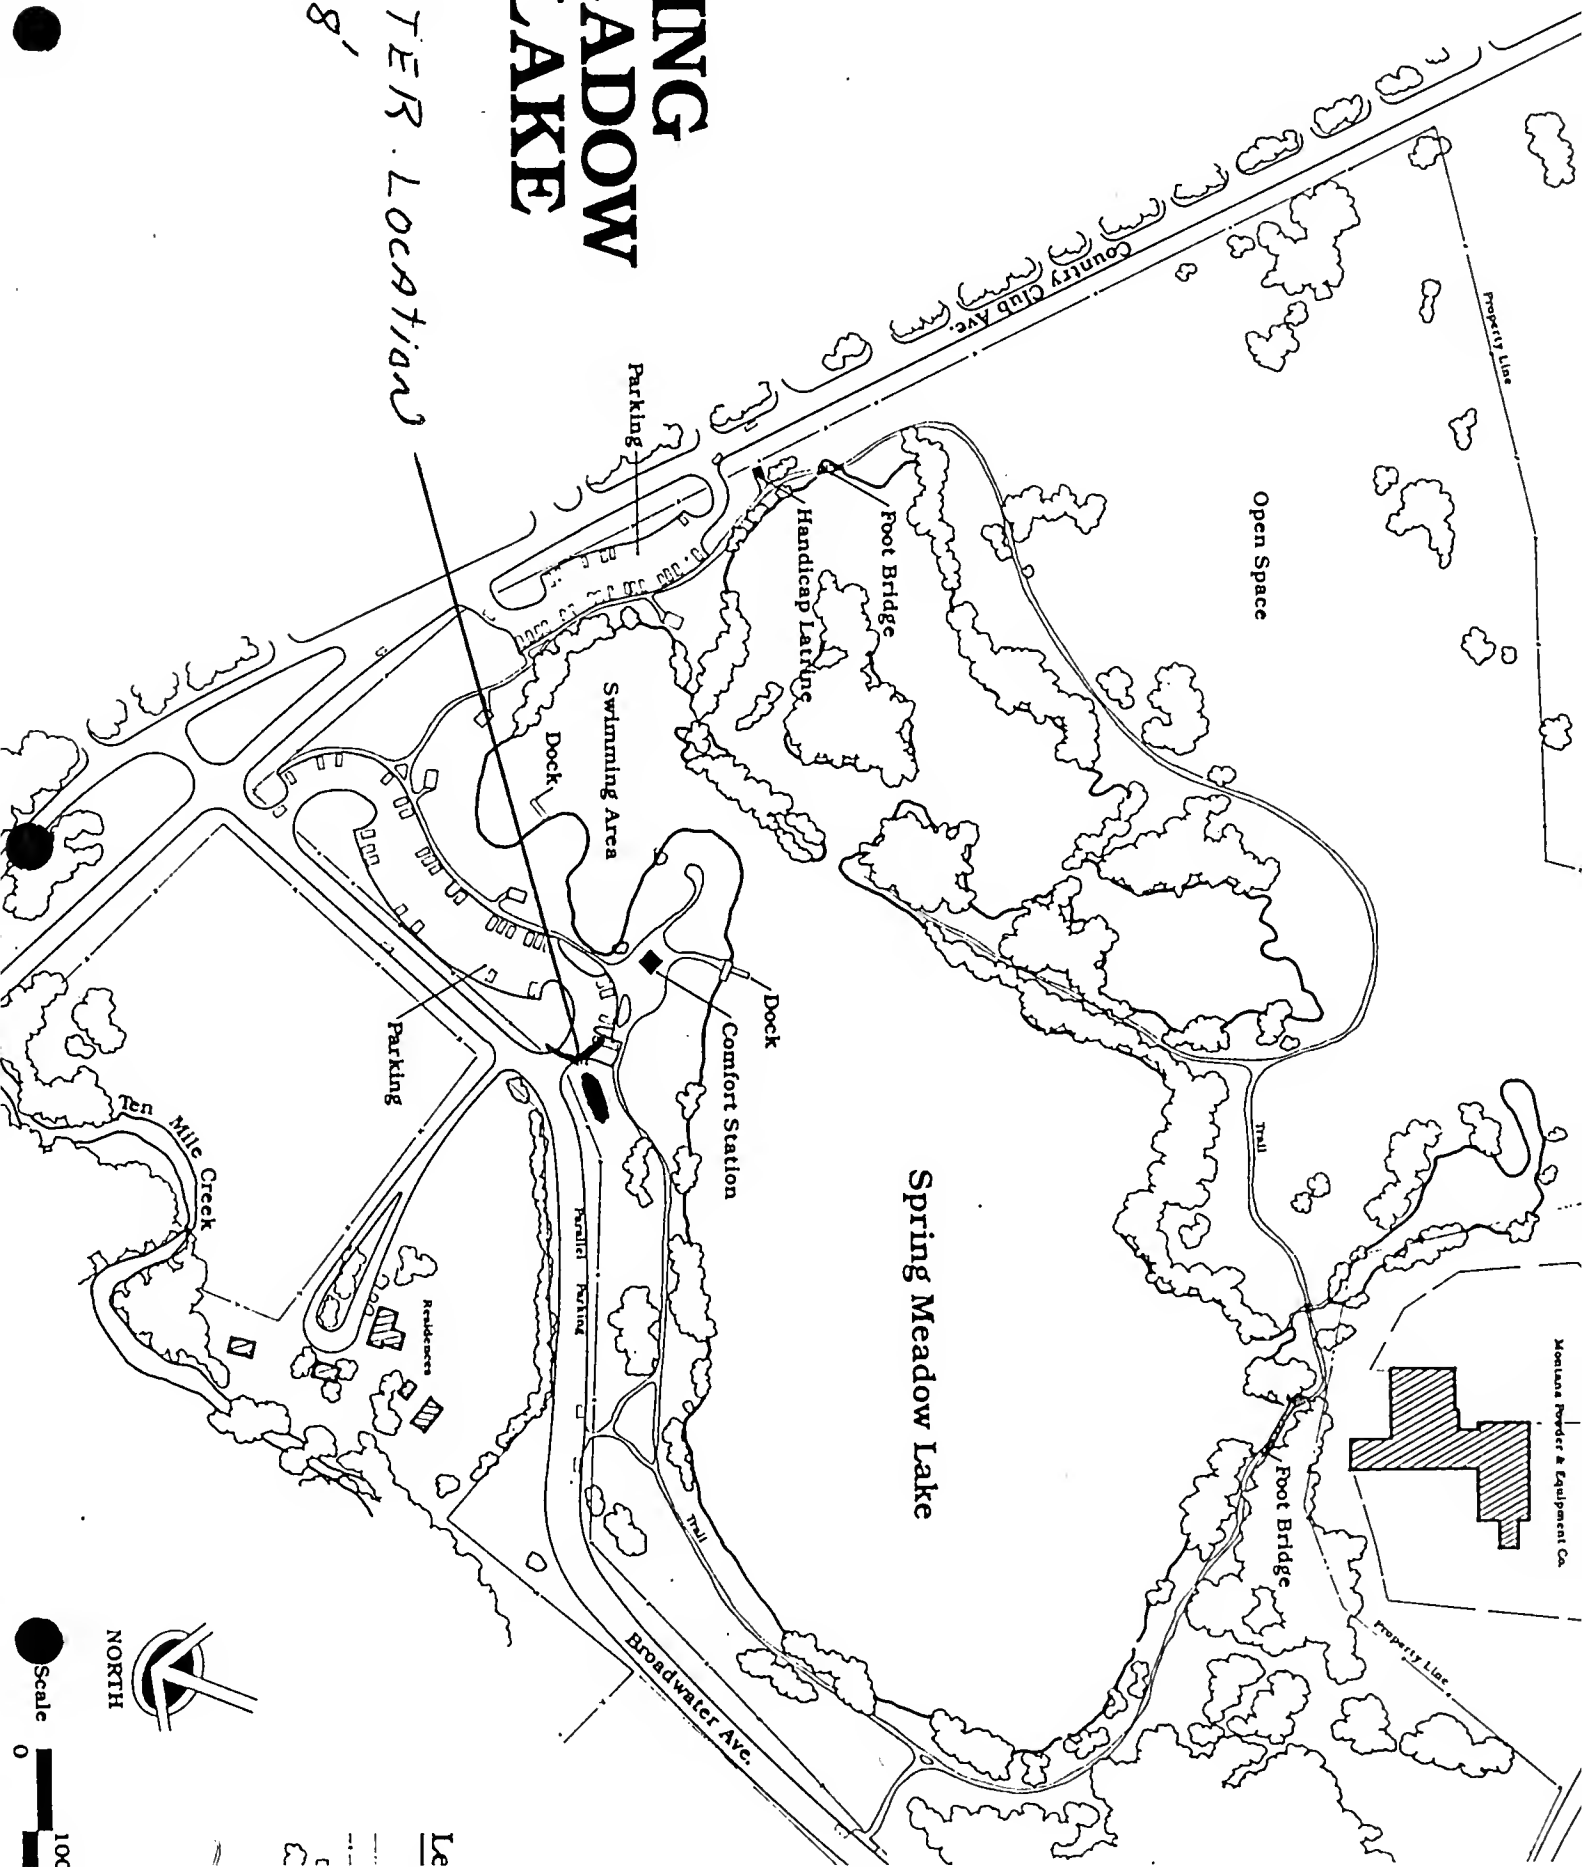 ING
ADOW
LAKE
TER. LOCATION
8'
Country Club Ave.
Property Line
Parking
Open Space
Foot Bridge
Handicap Latrine
Swimming Area
Dock
Dock
Comfort Station
Parking
Trail
Ten Mile Creek
Spring Meadow Lake
Parallel Parking
Residences
Montana Powder & Equipment Co.
Foot Bridge
Trail
Property Line
Broadwater Ave.
NORTH
Scale
0
100
Le